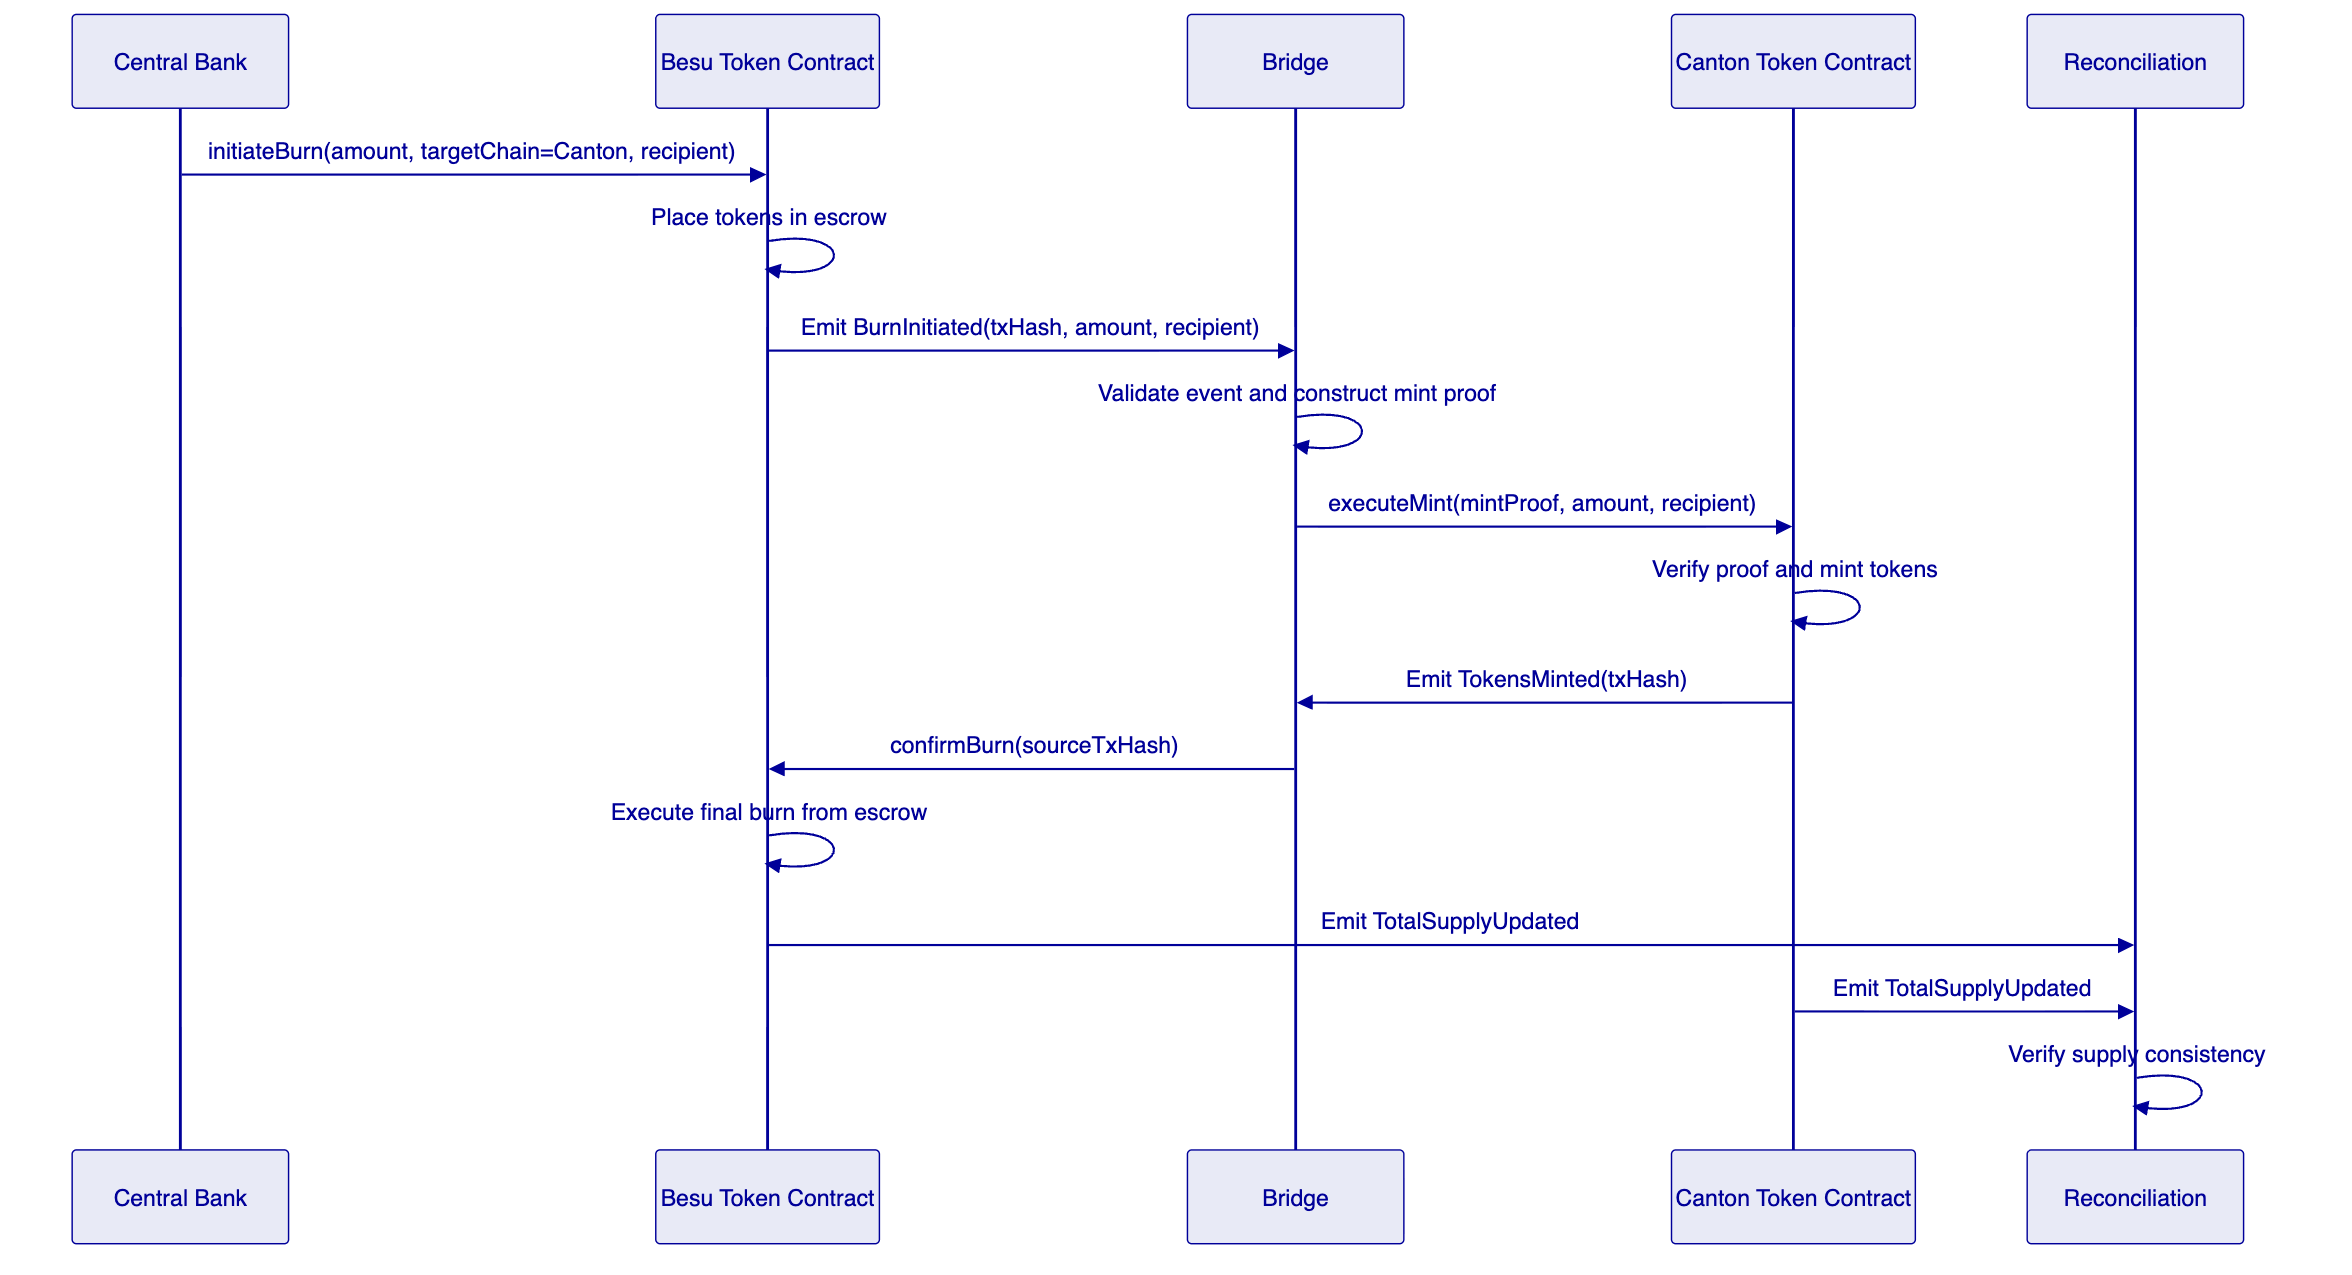 Central Bank
Besu Token Contract
Bridge
Canton Token Contract
Reconciliation
initiateBurn(amount, targetChain=Canton, recipient)
Place tokens in escrow
Emit BurnInitiated(txHash, amount, recipient)
Validate event and construct mint proof
executeMint(mintProof, amount, recipient)
Verify proof and mint tokens
Emit TokensMinted(txHash)
confirmBurn(sourceTxHash)
Execute final burn from escrow
Emit TotalSupplyUpdated
Emit TotalSupplyUpdated
Verify supply consistency
Central Bank
Besu Token Contract
Bridge
Canton Token Contract
Reconciliation